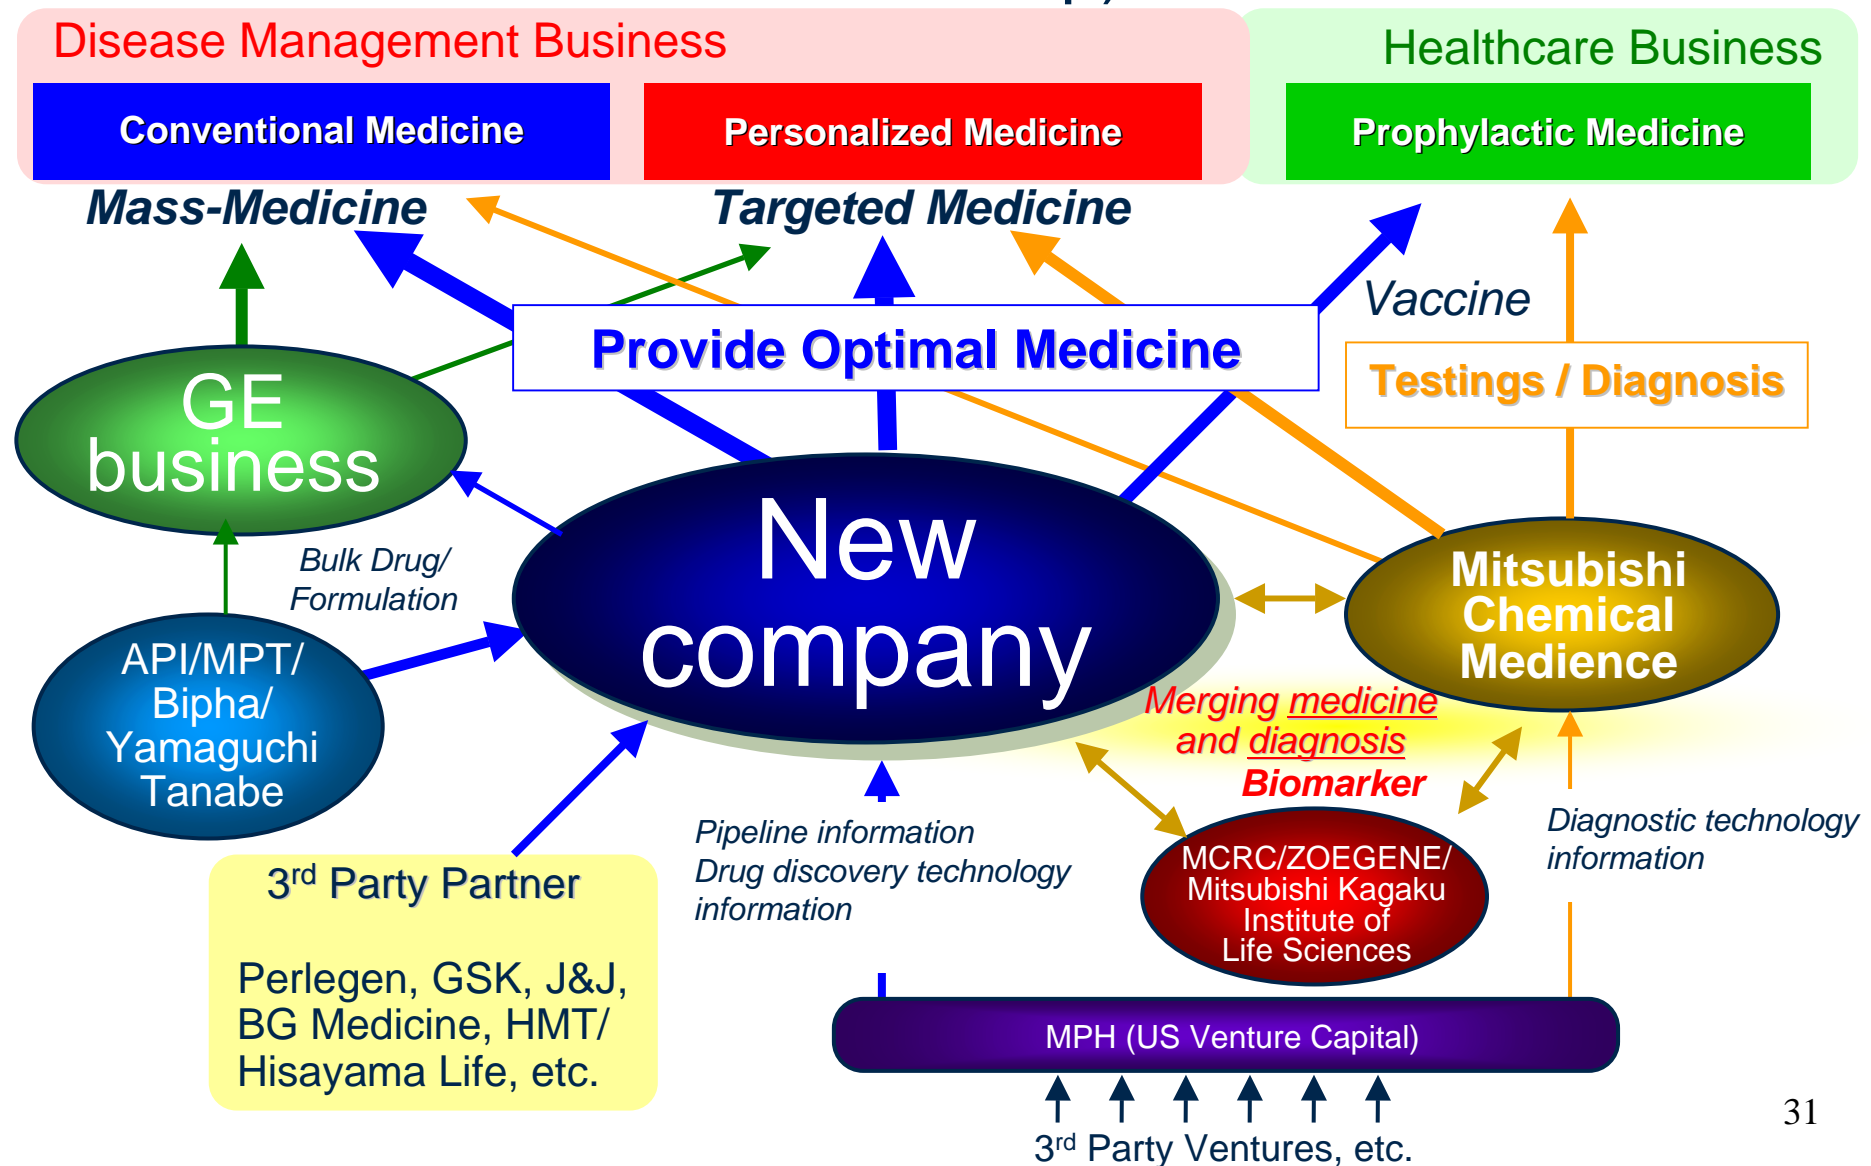 Disease Management Business
Healthcare Business
Conventional Medicine
Personalized Medicine
Prophylactic Medicine
Mass-Medicine
Targeted Medicine
Vaccine
Provide Optimal Medicine
Testings / Diagnosis
GE
business
New
company
Bulk Drug/
Formulation
Mitsubishi
Chemical
Medience
API/MPT/
Bipha/
Yamaguchi
Tanabe
Merging medicine
and diagnosis
Biomarker
Pipeline information
Drug discovery technology
information
Diagnostic technology
information
MCRC/ZOEGENE/
Mitsubishi Kagaku
Institute of
Life Sciences
3rd Party Partner
Perlegen, GSK, J&J,
BG Medicine, HMT/
Hisayama Life, etc.
MPH (US Venture Capital)
3rd Party Ventures, etc.
31